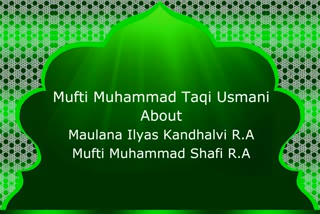 Mufti Muhammad Taqi Usmani
About
Maulana Ilyas Kandhalvi R.A
Mufti Muhammad Shafi R.A